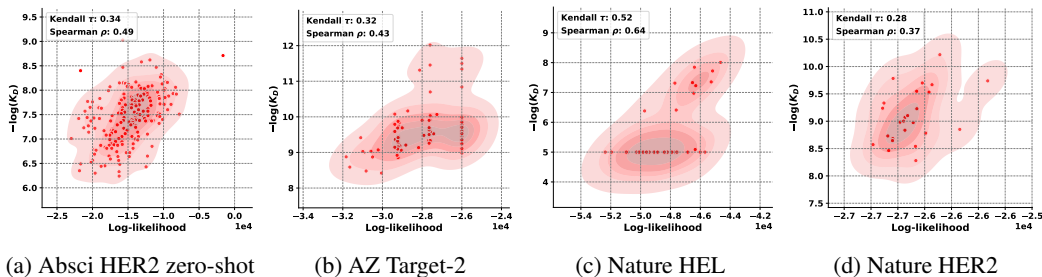 Kendall τ: 0.34
Spearman ρ: 0.49
9.5
9.0
8.5
8.0
7.5
7.0
6.5
6.0
−log(K_D)
−2.0
−1.5
−1.0
−0.5
0.0
1e4
Log-likelihood
(a) Absci HER2 zero-shot
Kendall τ: 0.32
Spearman ρ: 0.43
12
11
10
9
8
−log(K_D)
−3.4
−3.2
−3.0
−2.8
−2.6
−2.4
1e4
Log-likelihood
(b) AZ Target-2
Kendall τ: 0.52
Spearman ρ: 0.64
8
7
6
5
4
−log(K_D)
−5.4
−5.2
−4.9
−4.8
−4.6
−4.4
−4.2
1e4
Log-likelihood
(c) Nature HEL
Kendall τ: 0.28
Spearman ρ: 0.37
11.0
10.5
10.0
9.5
9.0
8.5
8.0
7.5
−log(K_D)
−2.7
−2.7
−2.7
−2.6
−2.6
−2.6
−2.5
1e4
Log-likelihood
(d) Nature HER2